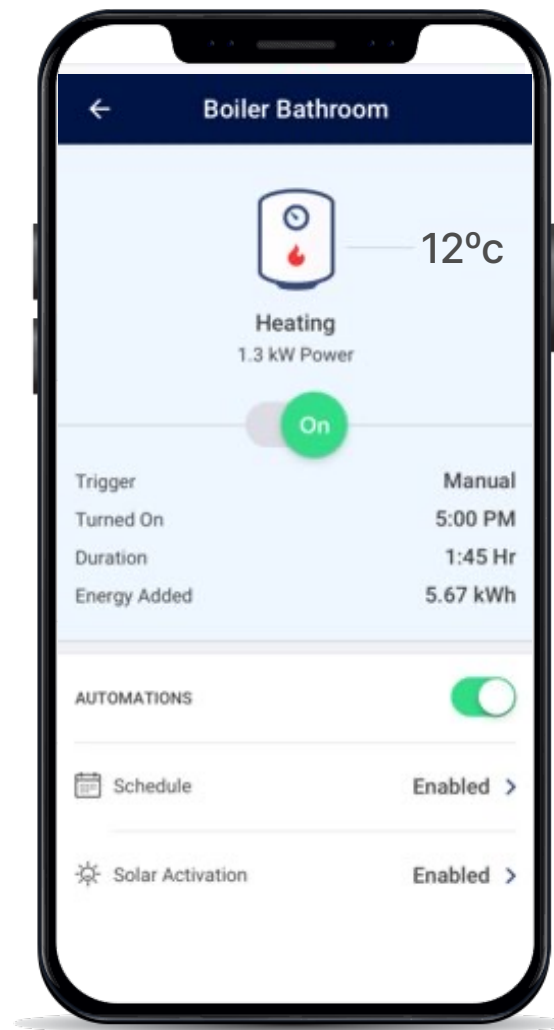 Boiler Bathroom
12ºc
Heating
1.3 kW Power
On
Trigger Manual
Turned On 5:00 PM
Duration 1:45 Hr
Energy Added 5.67 kWh
AUTOMATIONS
Schedule Enabled
Solar Activation Enabled